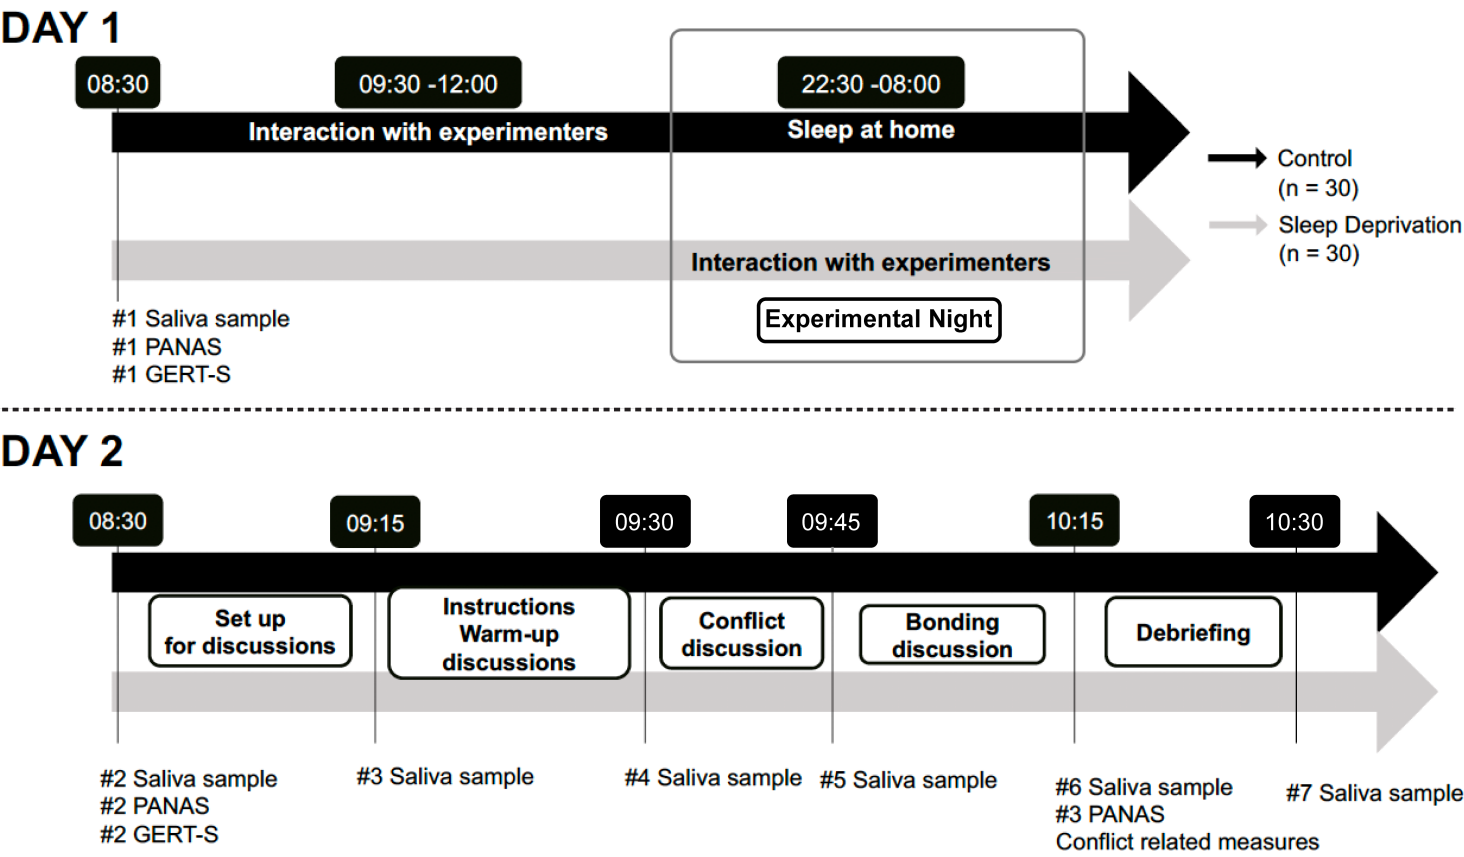 DAY 1
08:30
09:30 -12:00
22:30 -08:00
Interaction with experimenters
Sleep at home
Control
(n = 30)
Sleep Deprivation
(n = 30)
Interaction with experimenters
Experimental Night
#1 Saliva sample
#1 PANAS
#1 GERT-S
DAY 2
08:30
09:15
09:30
09:45
10:15
10:30
Set up
for discussions
Instructions
Warm-up
discussions
Conflict
discussion
Bonding
discussion
Debriefing
#2 Saliva sample
#2 PANAS
#2 GERT-S
#3 Saliva sample
#4 Saliva sample
#5 Saliva sample
#6 Saliva sample
#3 PANAS
Conflict related measures
#7 Saliva sample